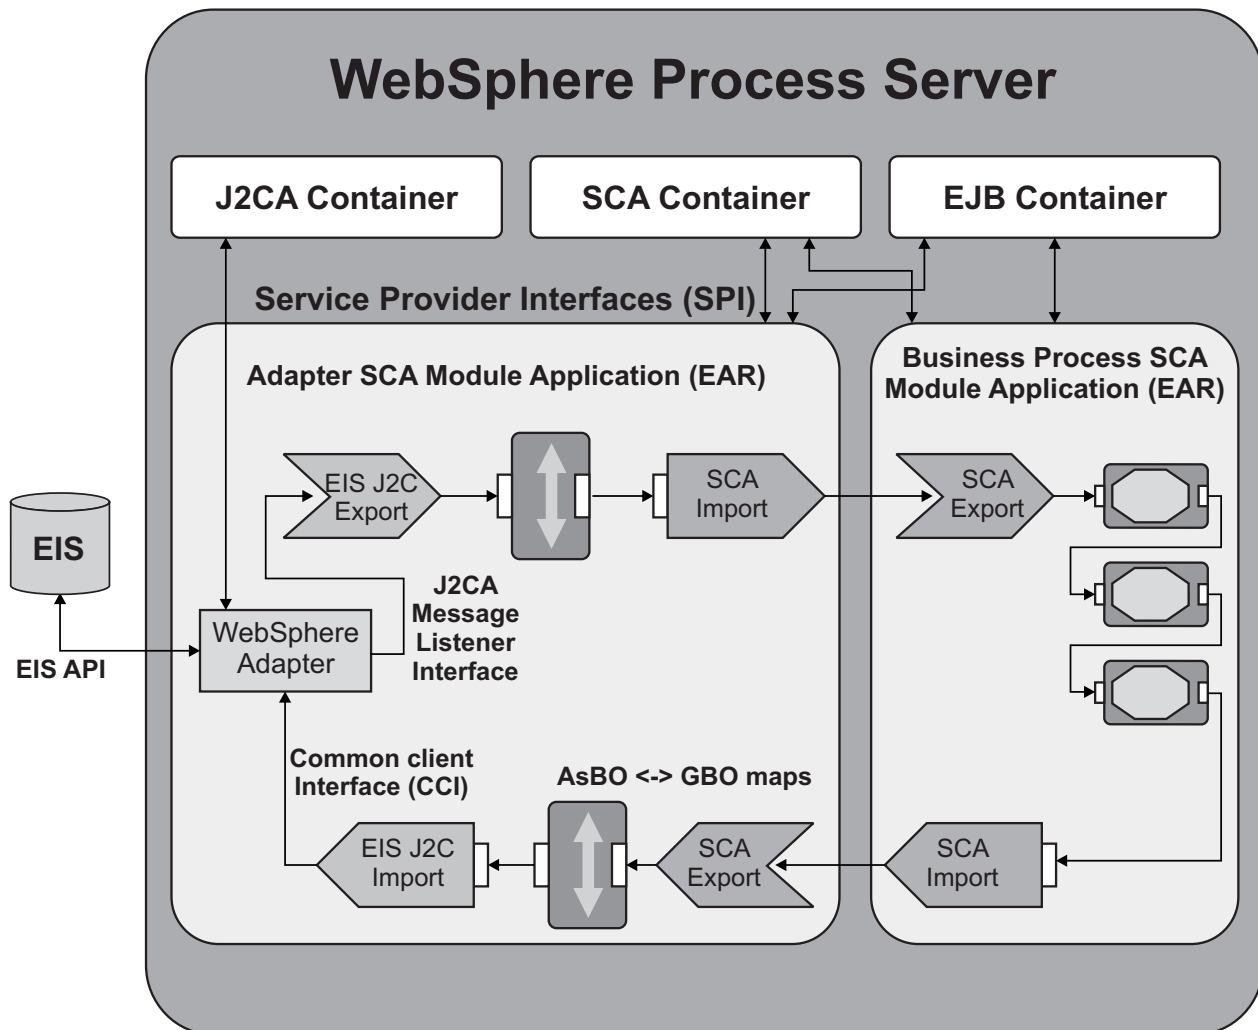 WebSphere Process Server
J2CA Container
SCA Container
EJB Container
Service Provider Interfaces (SPI)
Adapter SCA Module Application (EAR)
Business Process SCA
Module Application (EAR)
EIS J2C
Export
SCA
Import
SCA
Export
EIS
EIS API
WebSphere
Adapter
J2CA
Message
Listener
Interface
Common client
Interface (CCI)
AsBO <-> GBO maps
EIS J2C
Import
SCA
Export
SCA
Import